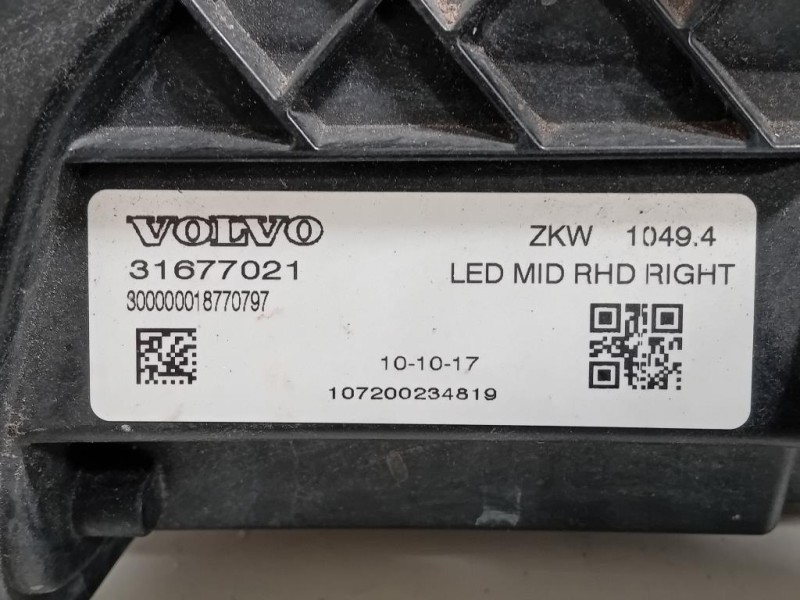 VOLVO
ZKW 1049.4
31677021
LED MID RHD RIGHT
300000018770797
10-10-17
107200234819